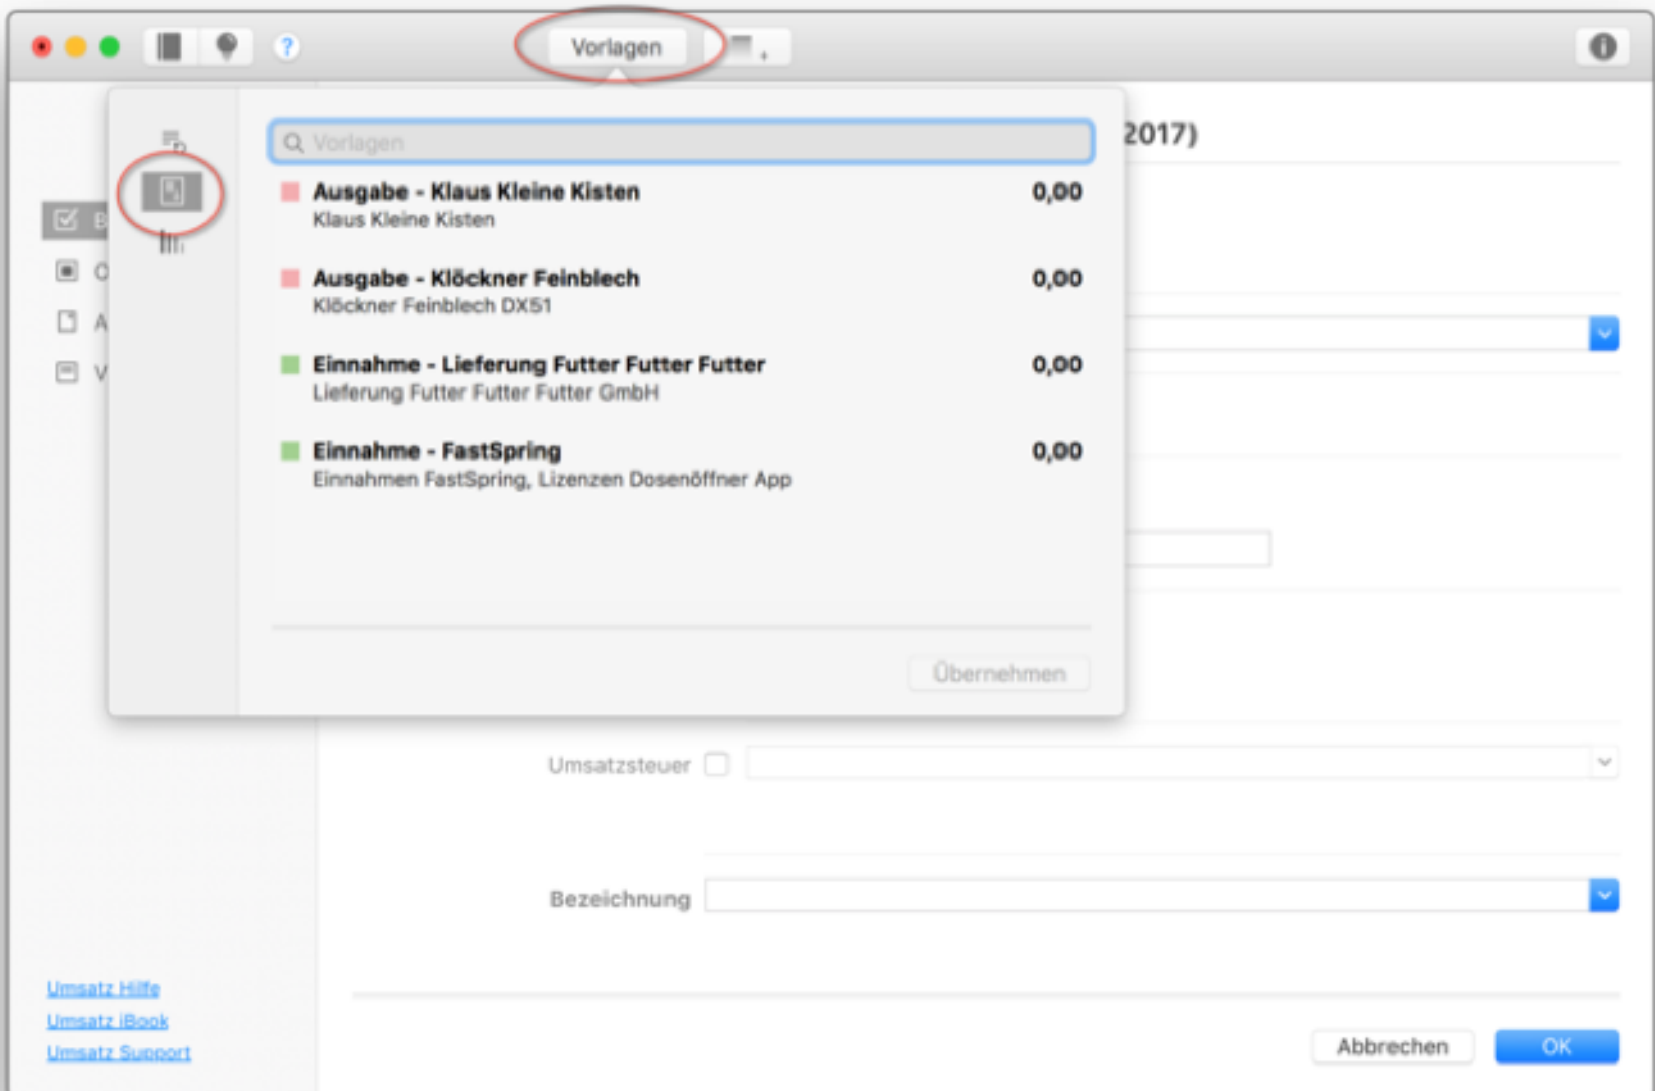 ?
Vorlagen
2017)
Vorlagen
Ausgabe - Klaus Kleine Kisten 0,00
Klaus Kleine Kisten
B
Ausgabe - Klöckner Feinblech 0,00
Klöckner Feinblech DX51
A
V
Einnahme - Lieferung Futter Futter Futter 0,00
Lieferung Futter Futter Futter GmbH
Einnahme - FastSpring 0,00
Einnahmen FastSpring, Lizenzen Dosenöffner App
Übernehmen
Umsatzsteuer
Bezeichnung
Umsatz Hilfe
Umsatz iBook
Umsatz Support
Abbrechen OK